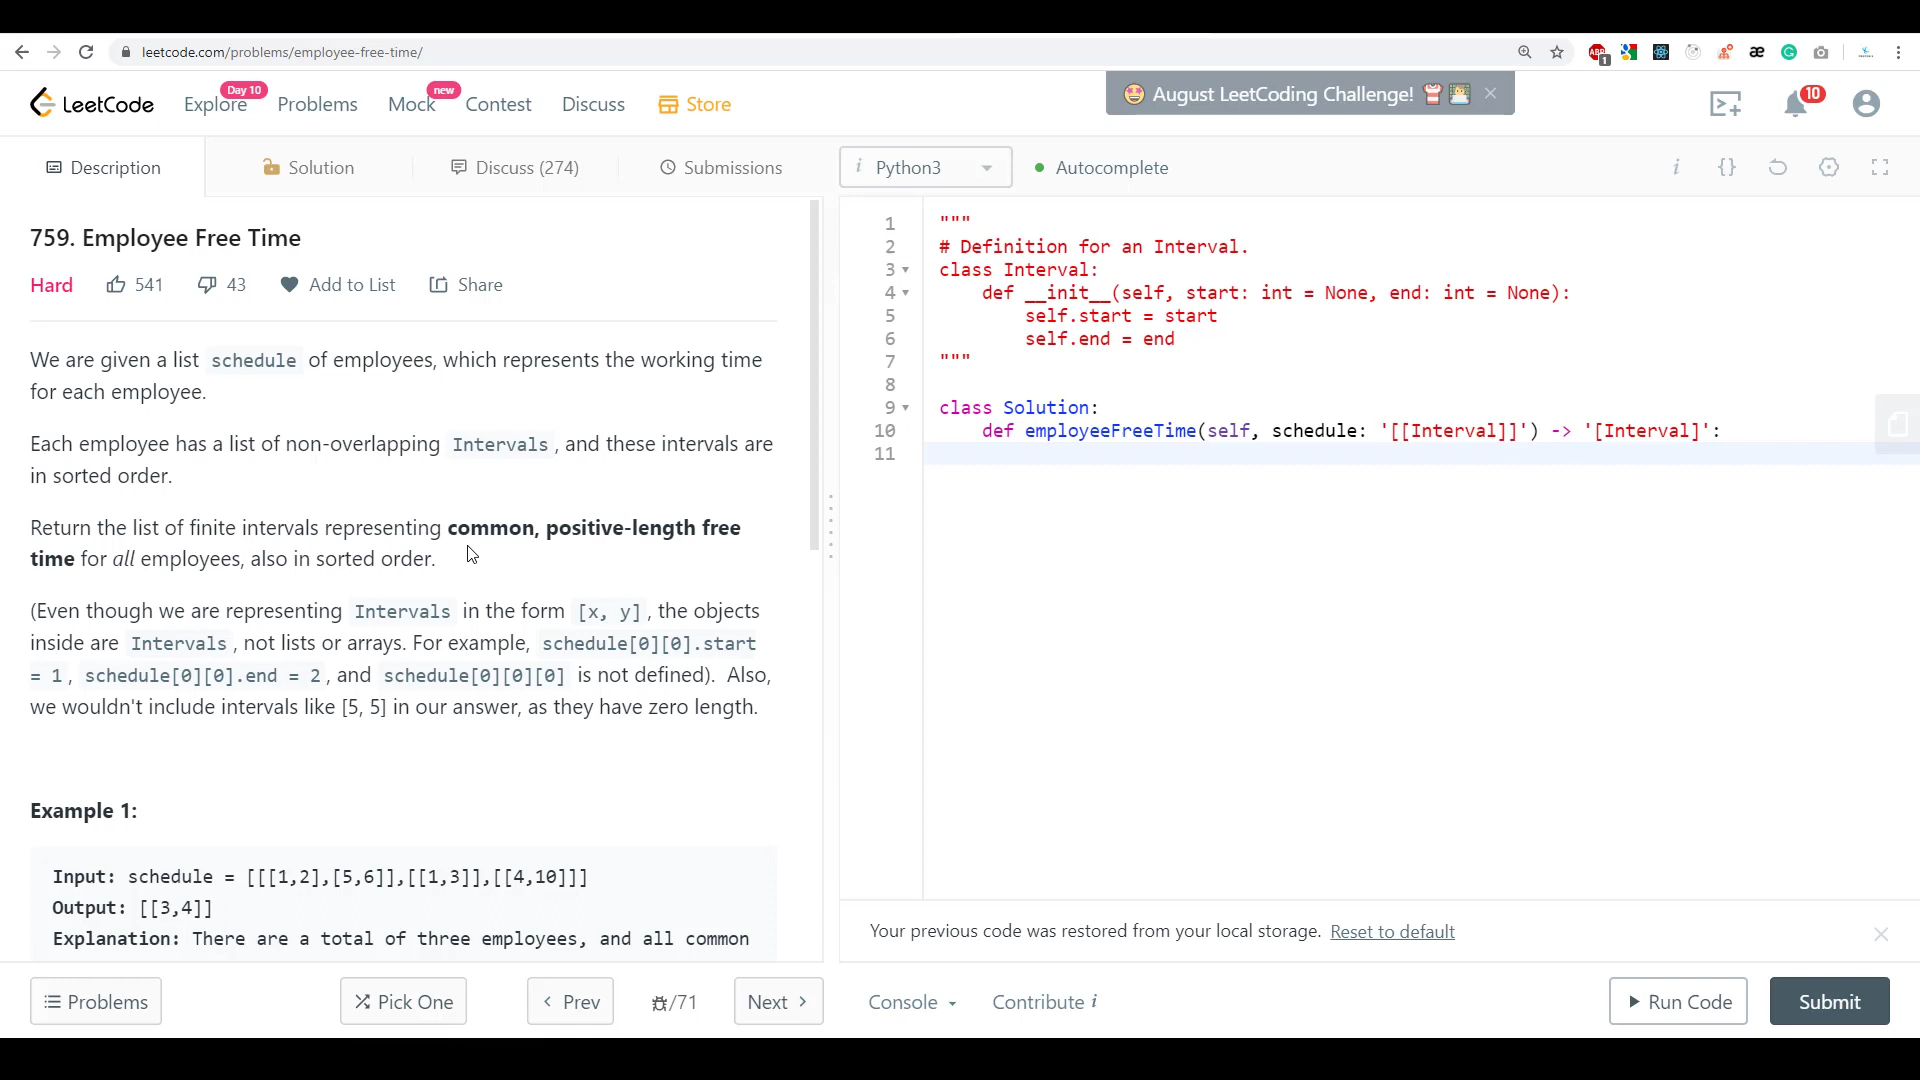 leetcode.com/problems/employee-free-time/
1
LeetCode
Explore Day 10
Problems
Mock new
Contest
Discuss
Store
August LeetCoding Challenge!
10
Description
Solution
Discuss (274)
Submissions
i Python3
Autocomplete
i {}
759. Employee Free Time
Hard 541 43 Add to List Share
We are given a list schedule of employees, which represents the working time
for each employee.
Each employee has a list of non-overlapping Intervals, and these intervals are
in sorted order.
Return the list of finite intervals representing common, positive-length free
time for all employees, also in sorted order.
(Even though we are representing Intervals in the form [x, y], the objects
inside are Intervals, not lists or arrays. For example, schedule[0][0].start
= 1, schedule[0][0].end = 2, and schedule[0][0][0] is not defined). Also,
we wouldn't include intervals like [5, 5] in our answer, as they have zero length.
Example 1:
Input: schedule = [[[1,2],[5,6]],[[1,3]],[[4,10]]]
Output: [[3,4]]
Explanation: There are a total of three employees, and all common
1 """
2 # Definition for an Interval.
3 class Interval:
4     def __init__(self, start: int = None, end: int = None):
5         self.start = start
6         self.end = end
7 """
8
9 class Solution:
10     def employeeFreeTime(self, schedule: '[[Interval]]') -> '[Interval]':
11
Your previous code was restored from your local storage. Reset to default
Problems
Pick One
Prev
/71
Next
Console
Contribute i
Run Code
Submit